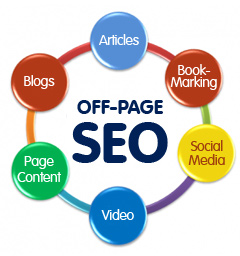 Articles
Book-
Marking
Social
Media
Video
Page
Content
Blogs
OFF-PAGE
SEO